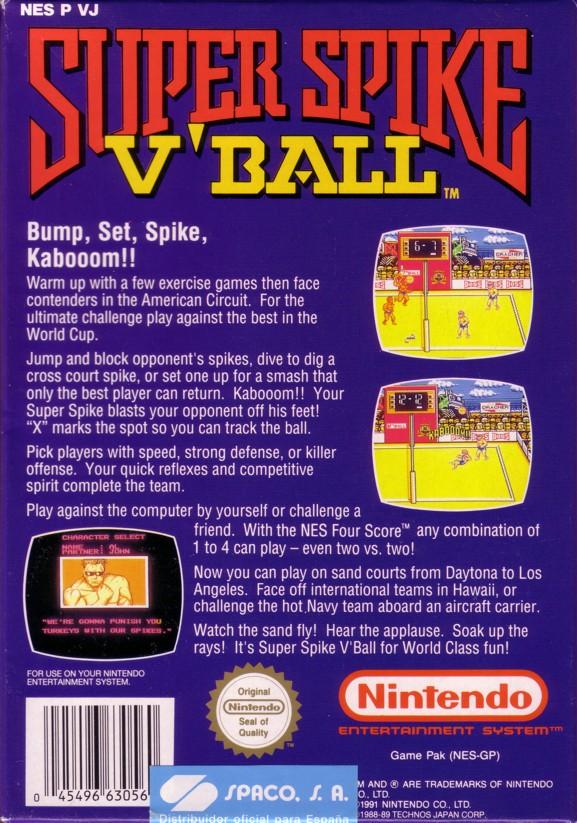 NES P VJ
SUPER SPIKE
V'BALL™
Bump, Set, Spike,
Kabooom!!
Warm up with a few exercise games then face
contenders in the American Circuit. For the
ultimate challenge play against the best in the
World Cup.
Jump and block opponent's spikes, dive to dig a
cross court spike, or set one up for a smash that
only the best player can return. Kabooom!! Your
Super Spike blasts your opponent off his feet!
“X” marks the spot so you can track the ball.
Pick players with speed, strong defense, or killer
offense. Your quick reflexes and competitive
spirit complete the team.
Play against the computer by yourself or challenge a
friend. With the NES Four Score™ any combination of
1 to 4 can play – even two vs. two!
Now you can play on sand courts from Daytona to Los
Angeles. Face off international teams in Hawaii, or
challenge the hot Navy team aboard an aircraft carrier.
Watch the sand fly! Hear the applause. Soak up the
rays! It's Super Spike V'Ball for World Class fun!
6-7
12-12
KABOOOM!!
CHARACTER SELECT
NAME
PARTNER: JOHN
"WE'RE GONNA PUNISH YOU
TURKEYS WITH OUR SPIKES."
FOR USE ON YOUR NINTENDO
ENTERTAINMENT SYSTEM.
Original
Nintendo
Seal of
Quality
™
Nintendo
ENTERTAINMENT SYSTEM™
Game Pak (NES-GP)
0 45496 63056
SPACO, S. A.
Distribuidor oficial para España
M AND ® ARE TRADEMARKS OF NINTENDO
O., LTD.
©1991 NINTENDO CO., LTD.
©1988-89 TECHNOS JAPAN CORP.